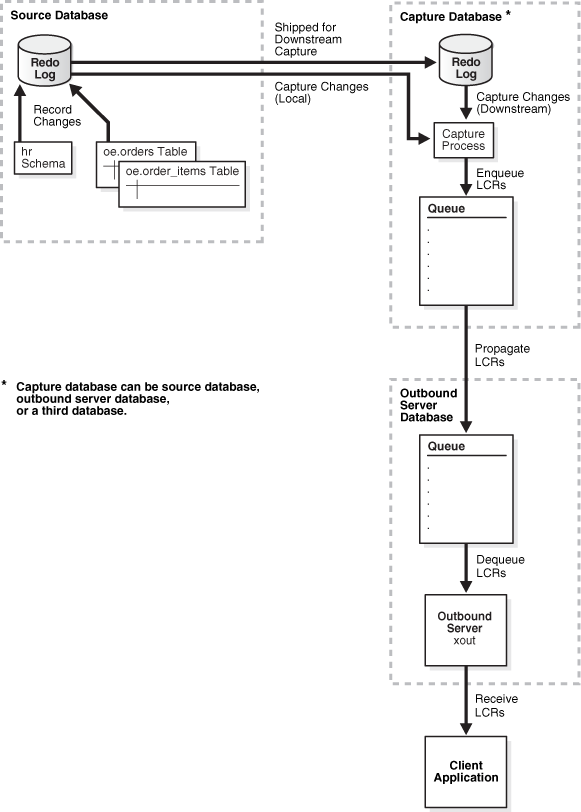 Source Database
Redo
Log
Record
Changes
hr
Schema
oe.orders Table
oe.order_items Table
Shipped for
Downstream
Capture
Capture Changes
(Local)
Capture Database *
Redo
Log
Capture Changes
(Downstream)
Capture
Process
Enqueue
LCRs
Queue
.
.
.
.
.
.
Propagate
LCRs
* Capture database can be source database,
outbound server database,
or a third database.
Outbound
Server
Database
Queue
.
.
.
.
.
.
Dequeue
LCRs
Outbound
Server
xout
Receive
LCRs
Client
Application